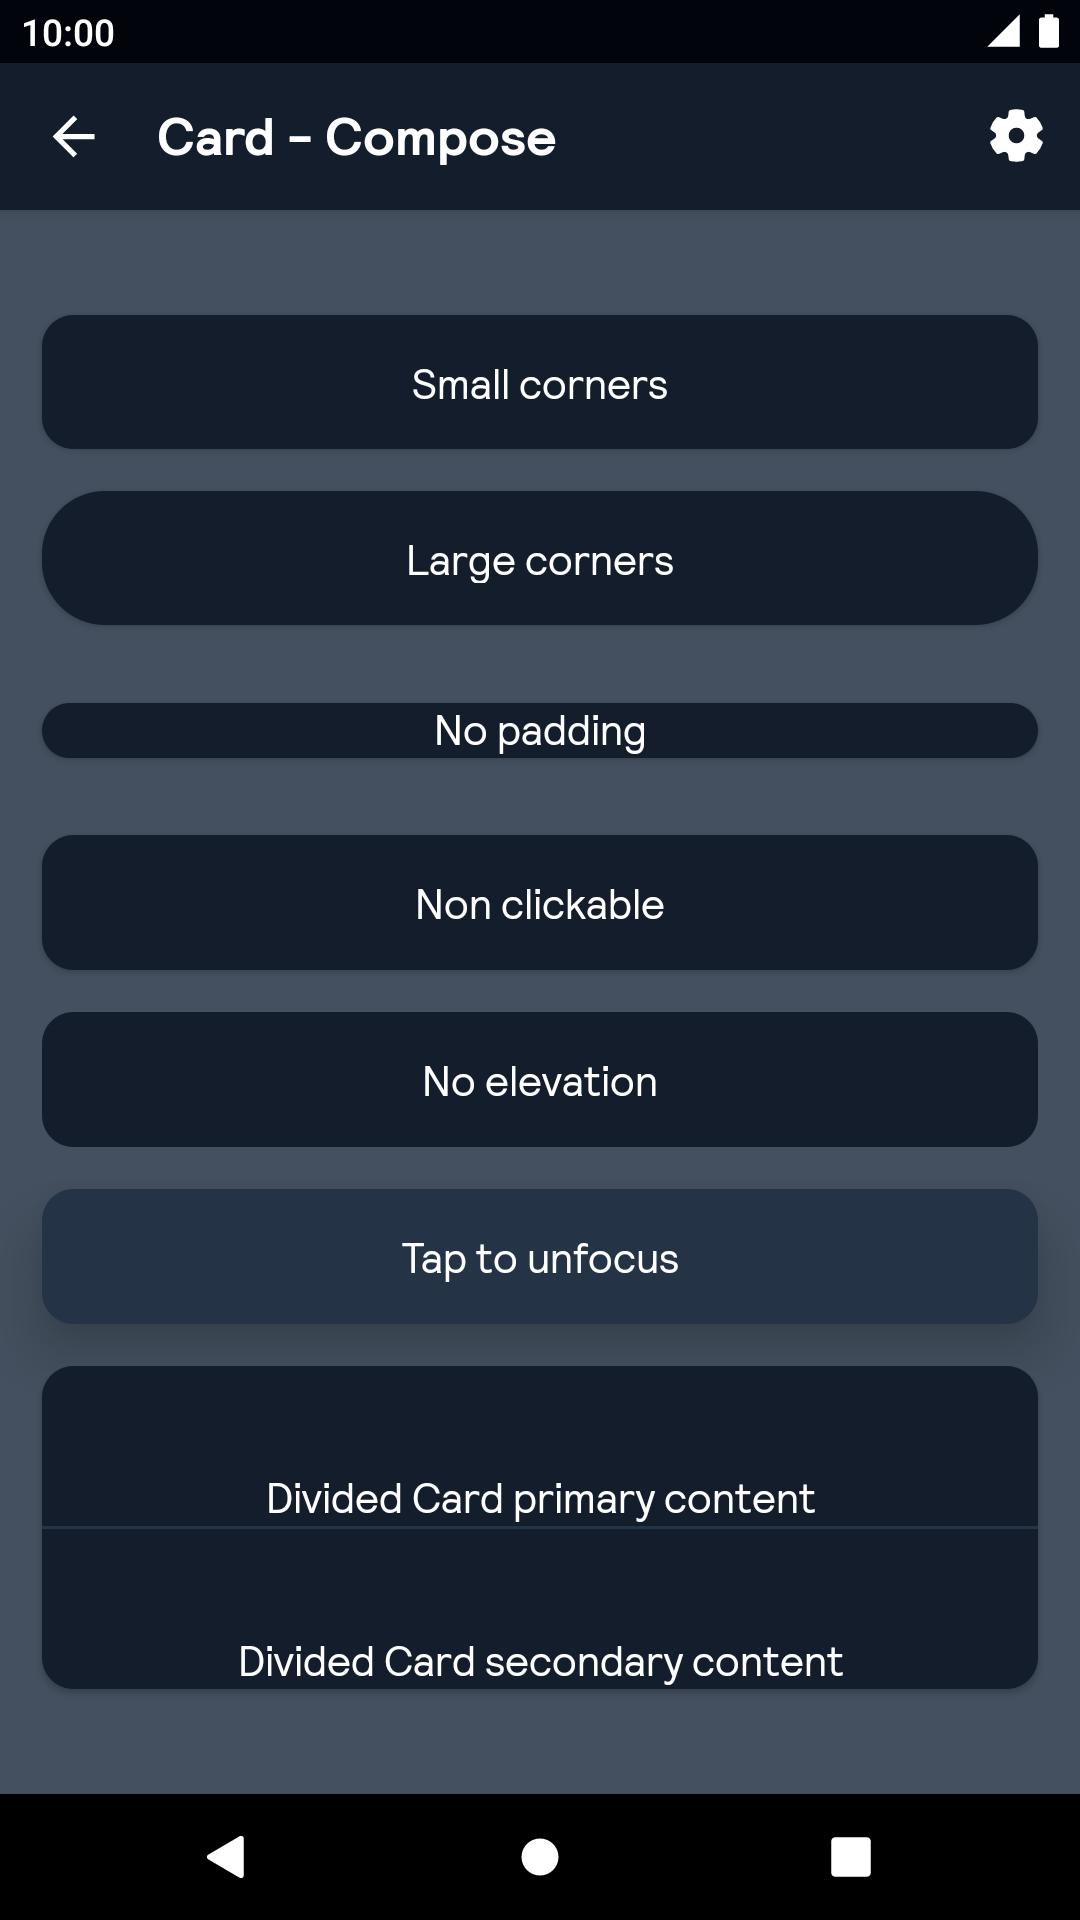 10:00
Card - Compose
Small corners
Large corners
No padding
Non clickable
No elevation
Tap to unfocus
Divided Card primary content
Divided Card secondary content